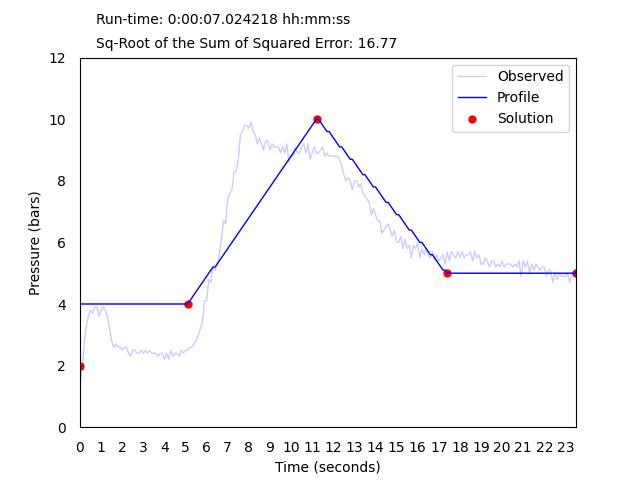 Run-time: 0:00:07.024218 hh:mm:ss
Sq-Root of the Sum of Squared Error: 16.77
Observed
Profile
Solution
12
10
8
6
4
2
0
Pressure (bars)
0 1 2 3 4 5 6 7 8 9 10 11 12 13 14 15 16 17 18 19 20 21 22 23
Time (seconds)